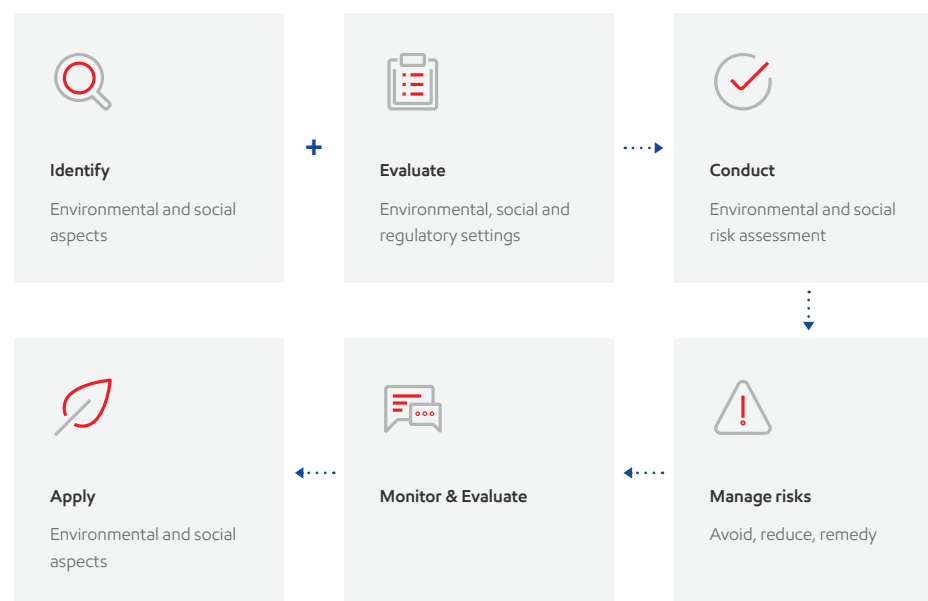 Identify
Environmental and social
aspects
+
Evaluate
Environmental, social and
regulatory settings
Conduct
Environmental and social
risk assessment
Manage risks
Avoid, reduce, remedy
Monitor & Evaluate
Apply
Environmental and social
aspects